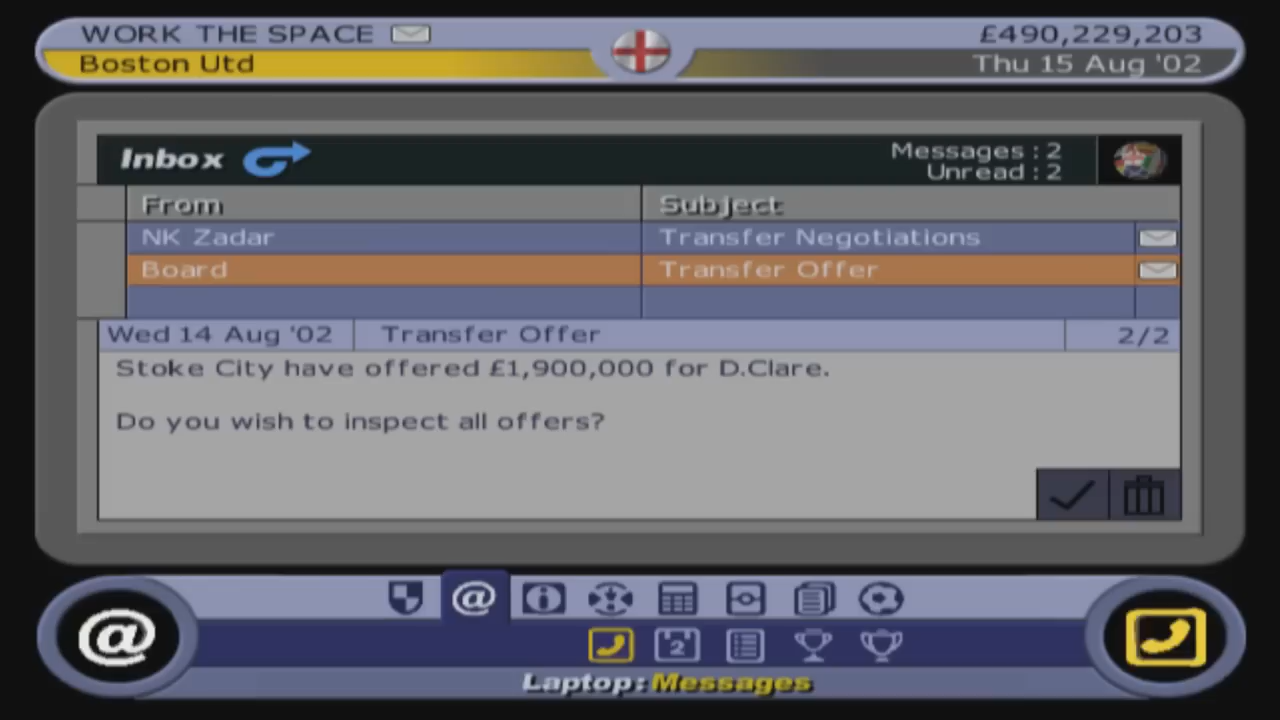 WORK THE SPACE
£490,229,203
Boston Utd
Thu 15 Aug '02
Inbox
Messages : 2
Unread : 2
From
Subject
NK Zadar
Transfer Negotiations
Board
Transfer Offer
Wed 14 Aug '02
Transfer Offer
2/2
Stoke City have offered £1,900,000 for D.Clare.
Do you wish to inspect all offers?
@
@
2
Laptop: Messages